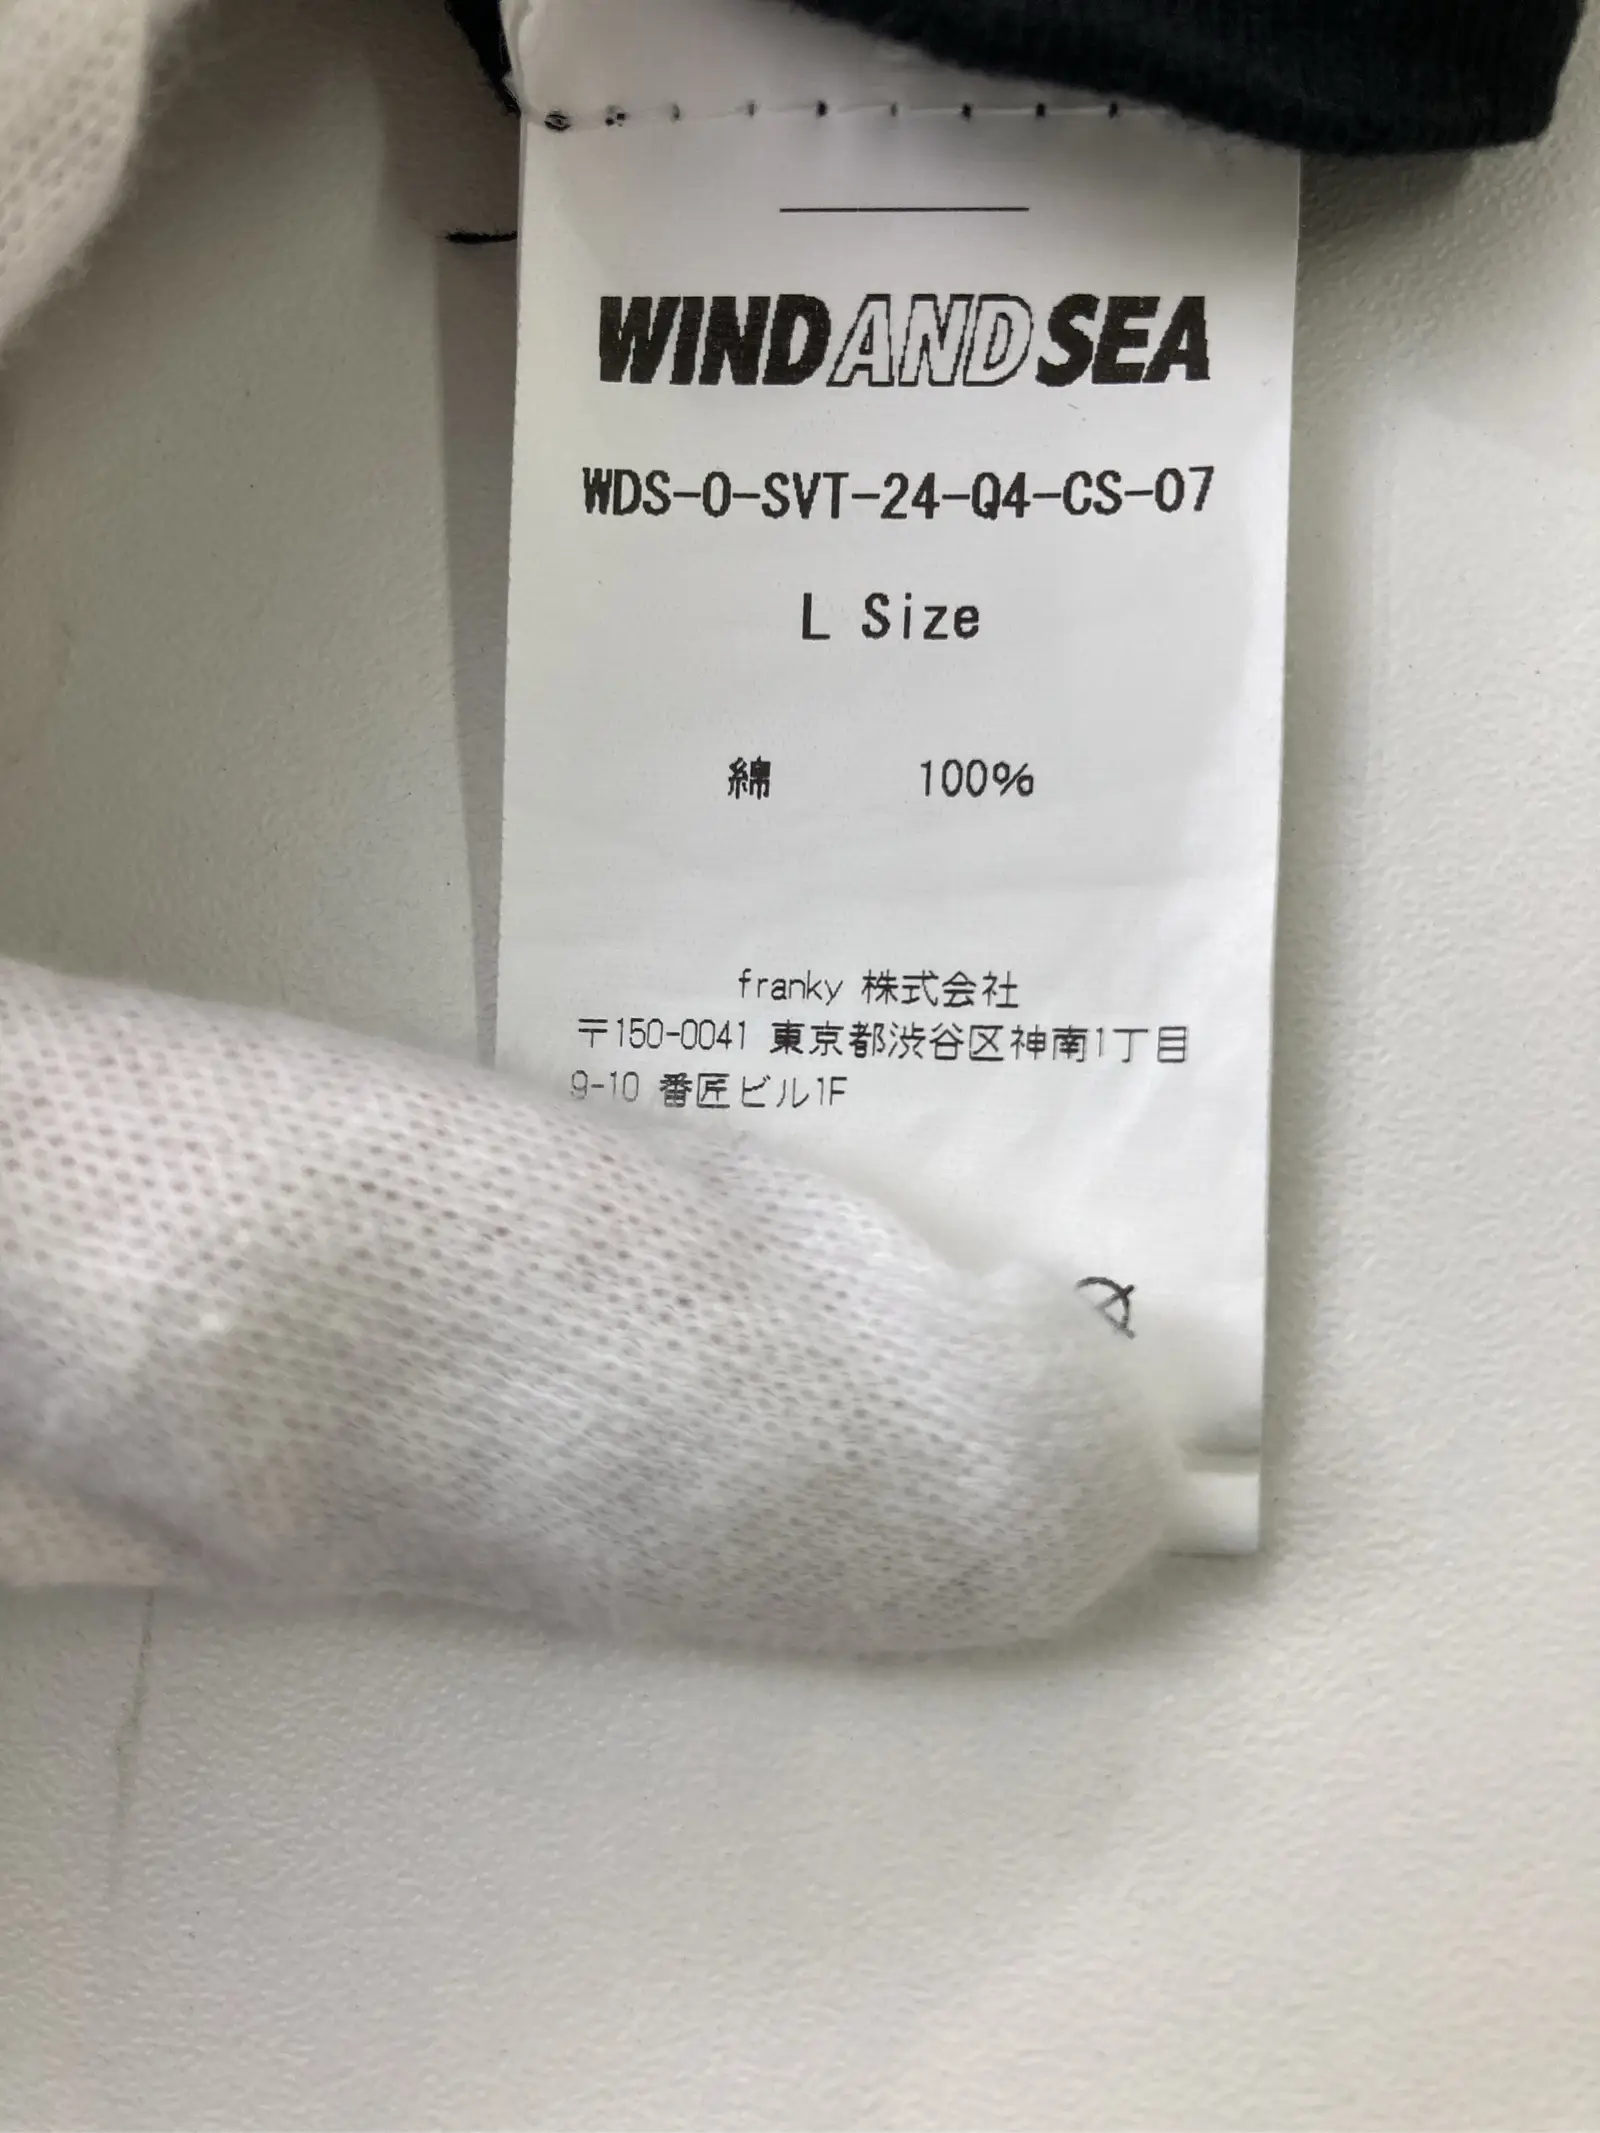 WINDANDSEA
WDS-O-SVT-24-Q4-CS-07
L Size
綿 100%
franky 株式会社
〒150-0041 東京都渋谷区神南1丁目
9-10 番匠ビル1F